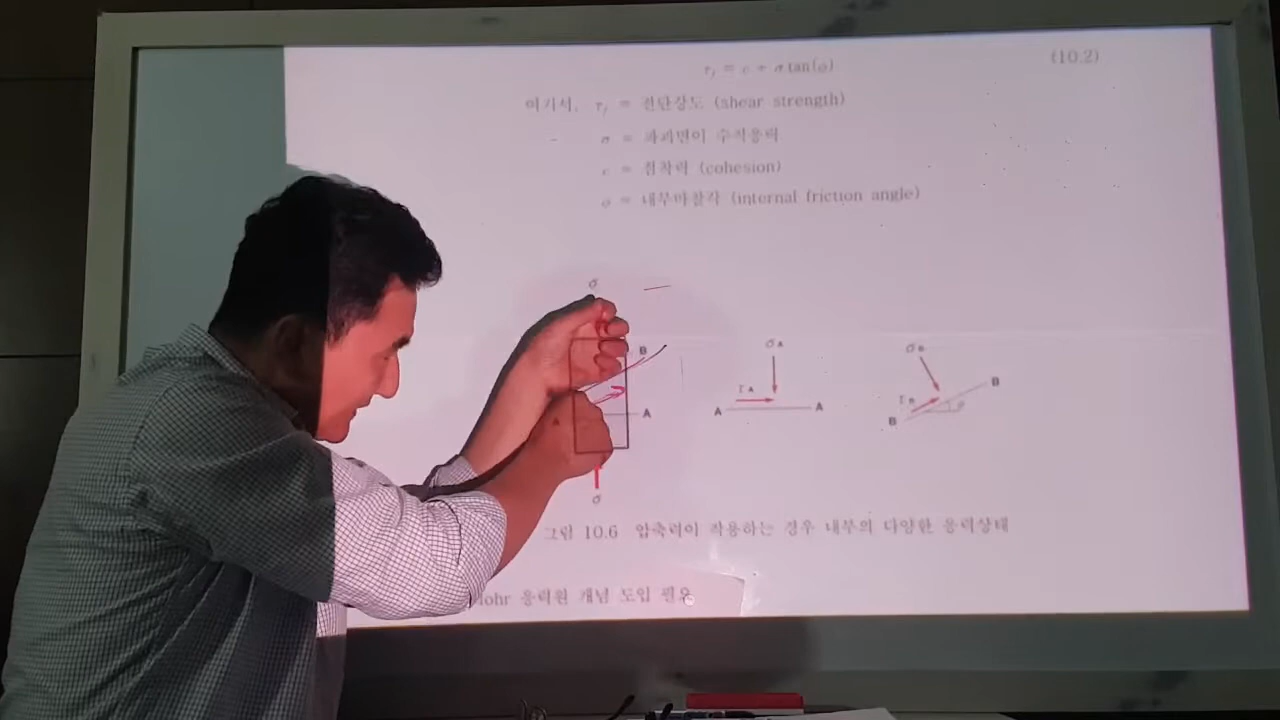 τf = c + σ tan(φ) (10.2)
여기서, τf = 전단강도 (shear strength)
σ = 파괴면의 수직응력
c = 점착력 (cohesion)
φ = 내부마찰각 (internal friction angle)
σ
B
A
σ
σA
τA
A A
σB
τB
B B
그림 10.6 압축력이 작용하는 경우 내부의 다양한 응력상태
Mohr 응력원 개념 도입 필요